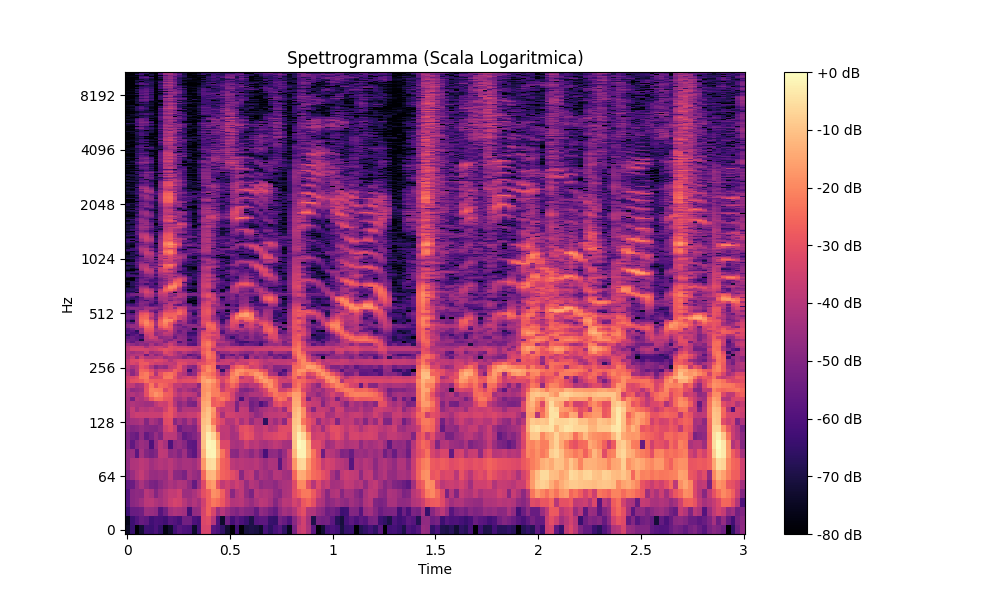 Spettrogramma (Scala Logaritmica)
8192
4096
2048
1024
512
256
128
64
0
Hz
0
0.5
1
1.5
2
2.5
3
Time
+0 dB
-10 dB
-20 dB
-30 dB
-40 dB
-50 dB
-60 dB
-70 dB
-80 dB